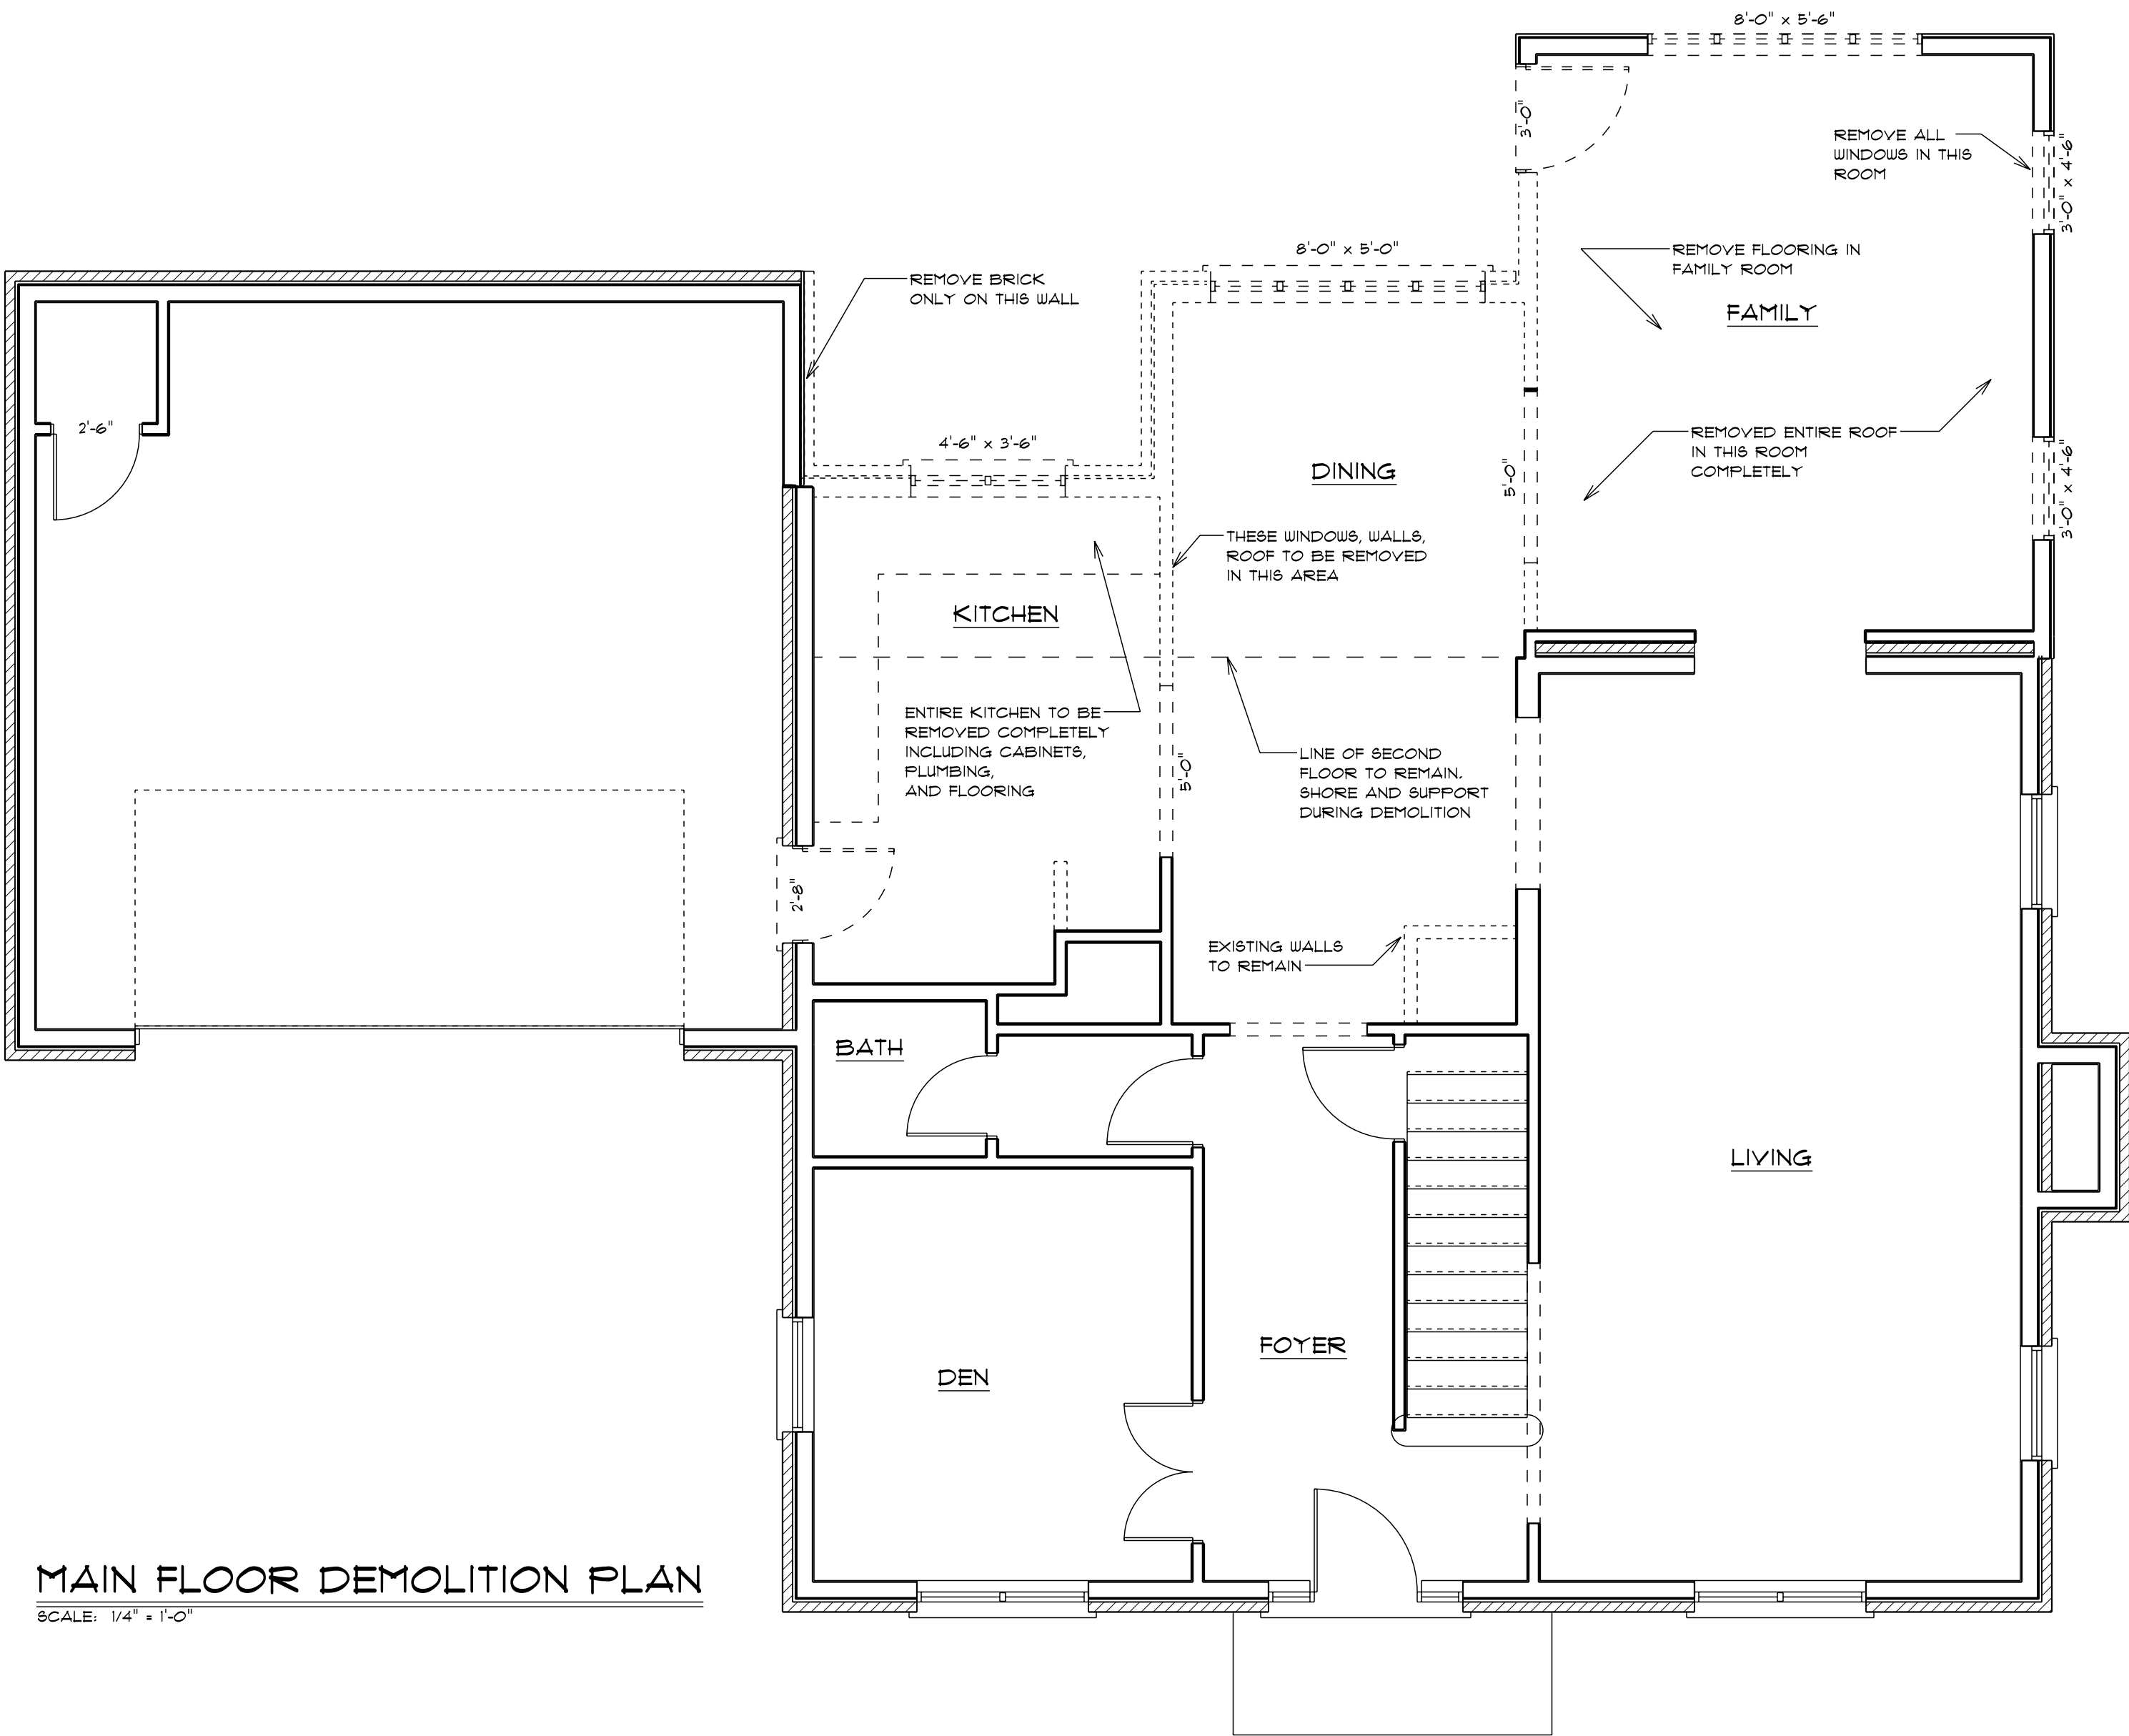 8'-0" x 5'-6"
3'-0"
REMOVE ALL
WINDOWS IN THIS
ROOM
3'-0" x 4'-6"
8'-0" x 5'-0"
REMOVE FLOORING IN
FAMILY ROOM
REMOVE BRICK
ONLY ON THIS WALL
FAMILY
2'-6"
4'-6" x 3'-6"
DINING
5'-0"
REMOVED ENTIRE ROOF
IN THIS ROOM
COMPLETELY
3'-0" x 4'-6"
THESE WINDOWS, WALLS,
ROOF TO BE REMOVED
IN THIS AREA
KITCHEN
ENTIRE KITCHEN TO BE
REMOVED COMPLETELY
INCLUDING CABINETS,
PLUMBING,
AND FLOORING
5'-0"
LINE OF SECOND
FLOOR TO REMAIN.
SHORE AND SUPPORT
DURING DEMOLITION
2'-8"
EXISTING WALLS
TO REMAIN
BATH
LIVING
FOYER
DEN
MAIN FLOOR DEMOLITION PLAN
SCALE: 1/4" = 1'-0"